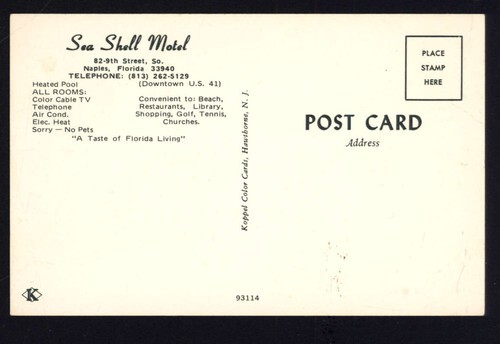 Sea Shell Motel
82-9th Street, So.
Naples, Florida 33940
TELEPHONE: (813) 262-5129
Heated Pool (Downtown U.S. 41)
ALL ROOMS:
Color Cable TV Convenient to: Beach,
Telephone Restaurants, Library,
Air Cond. Shopping, Golf, Tennis,
Elec. Heat Churches.
Sorry — No Pets
"A Taste of Florida Living"
Koppel Color Cards, Hawthorne, N. J.
PLACE
STAMP
HERE
POST CARD
Address
K
93114